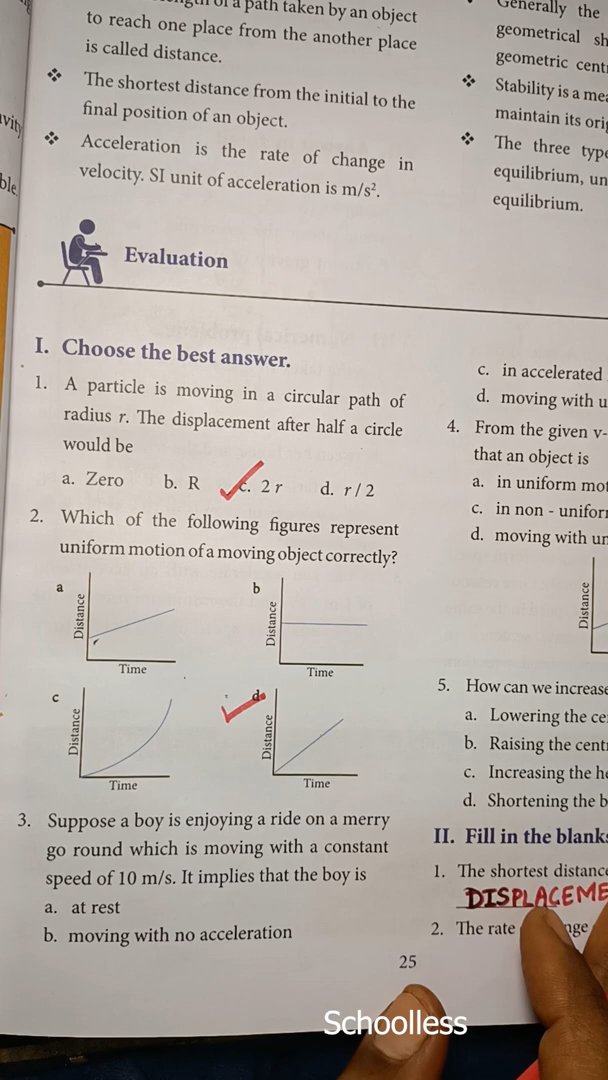 of a path taken by an object
to reach one place from the another place
is called distance.
❖ The shortest distance from the initial to the
final position of an object.
❖ Acceleration is the rate of change in
velocity. SI unit of acceleration is m/s².
Generally the
geometrical
geometric
❖ Stability is a
maintain its
❖ The three
equilibrium,
equilibrium.
Evaluation
I. Choose the best answer.
1. A particle is moving in a circular path of
radius r. The displacement after half a circle
would be
a. Zero b. R c. 2 r d. r / 2
2. Which of the following figures represent
uniform motion of a moving object correctly?
a Distance Time
b Distance Time
c Distance Time
d Distance Time
3. Suppose a boy is enjoying a ride on a merry
go round which is moving with a constant
speed of 10 m/s. It implies that the boy is
a. at rest
b. moving with no acceleration
c. in accelerated
d. moving with
4. From the given v-
that an object is
a. in uniform
c. in non -
d. moving with
Distance
5. How can we
a. Lowering the
b. Raising the
c. Increasing the
d. Shortening the
II. Fill in the
1. The shortest
DISPLACEME
2. The rate
25
Schoolless